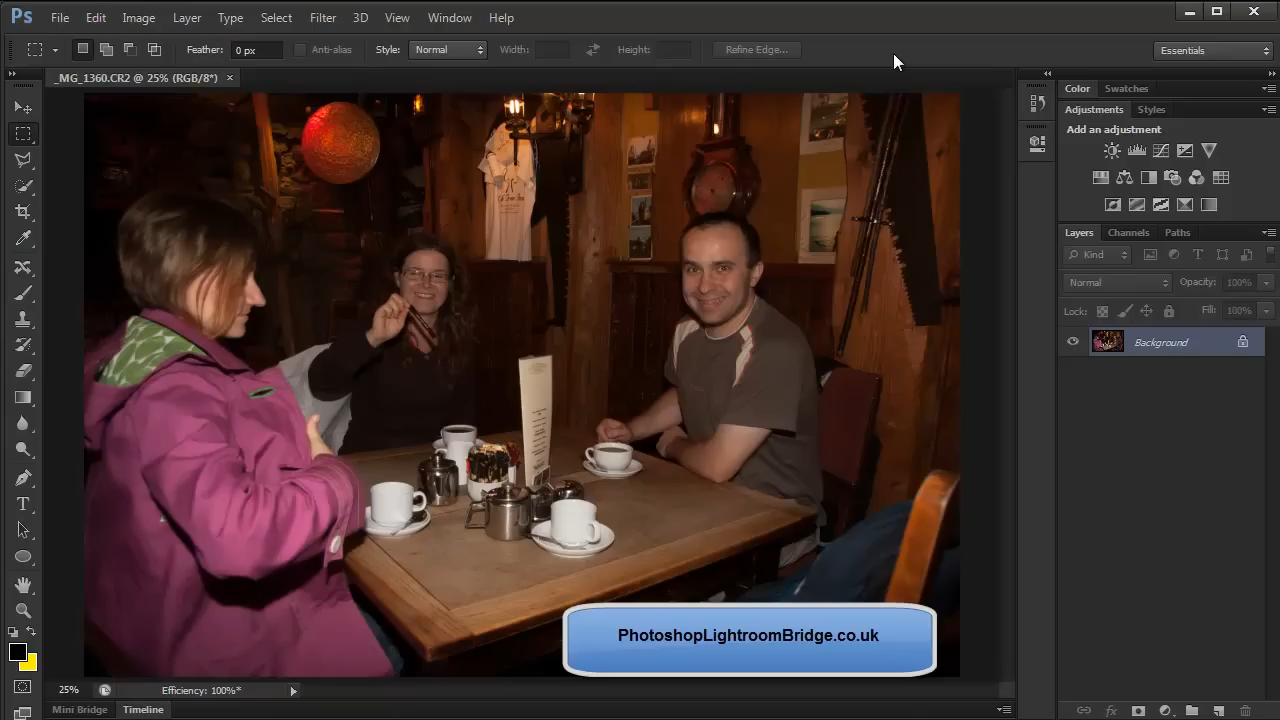 Ps File Edit Image Layer Type Select Filter 3D View Window Help
Feather: 0 px Anti-alias Style: Normal Width: Height: Refine Edge... Essentials
_MG_1360.CR2 @ 25% (RGB/8*) ×
Color Swatches
Adjustments Styles
Add an adjustment
Layers Channels Paths
Kind
Normal Opacity: 100%
Lock: Fill: 100%
Background
PhotoshopLightroomBridge.co.uk
25% Efficiency: 100%*
Mini Bridge Timeline